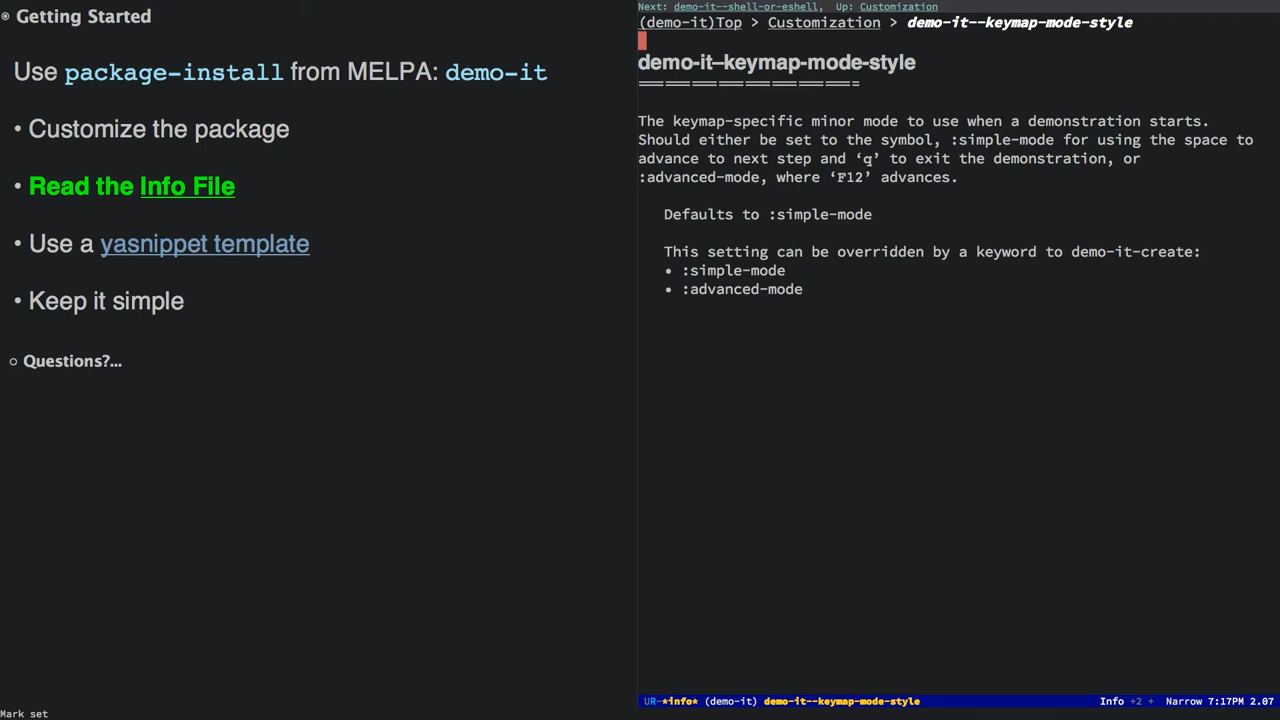 Getting Started
Use package-install from MELPA: demo-it
• Customize the package
• Read the Info File
• Use a yasnippet template
• Keep it simple
Questions?...
Mark set
Next: demo-it--shell-or-eshell, Up: Customization
(demo-it)Top > Customization > demo-it--keymap-mode-style
demo-it–keymap-mode-style
=========================
The keymap-specific minor mode to use when a demonstration starts.
Should either be set to the symbol, :simple-mode for using the space to
advance to next step and ‘q’ to exit the demonstration, or
:advanced-mode, where ‘F12’ advances.
Defaults to :simple-mode
This setting can be overridden by a keyword to demo-it-create:
• :simple-mode
• :advanced-mode
UR-*info* (demo-it) demo-it--keymap-mode-style Info +2 + Narrow 7:17PM 2.07